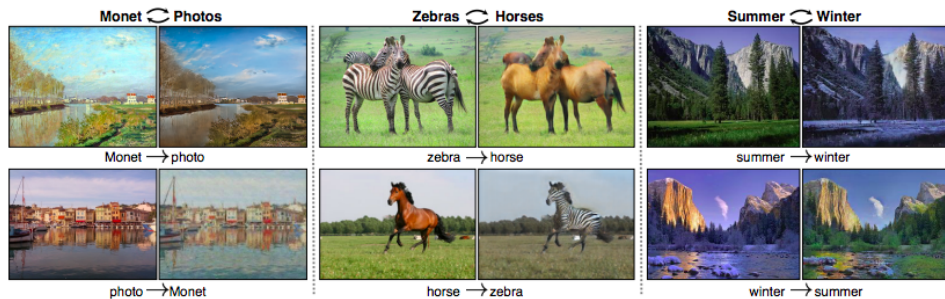 Monet Photos
Monet → photo
photo → Monet
Zebras Horses
zebra → horse
horse → zebra
Summer Winter
summer → winter
winter → summer